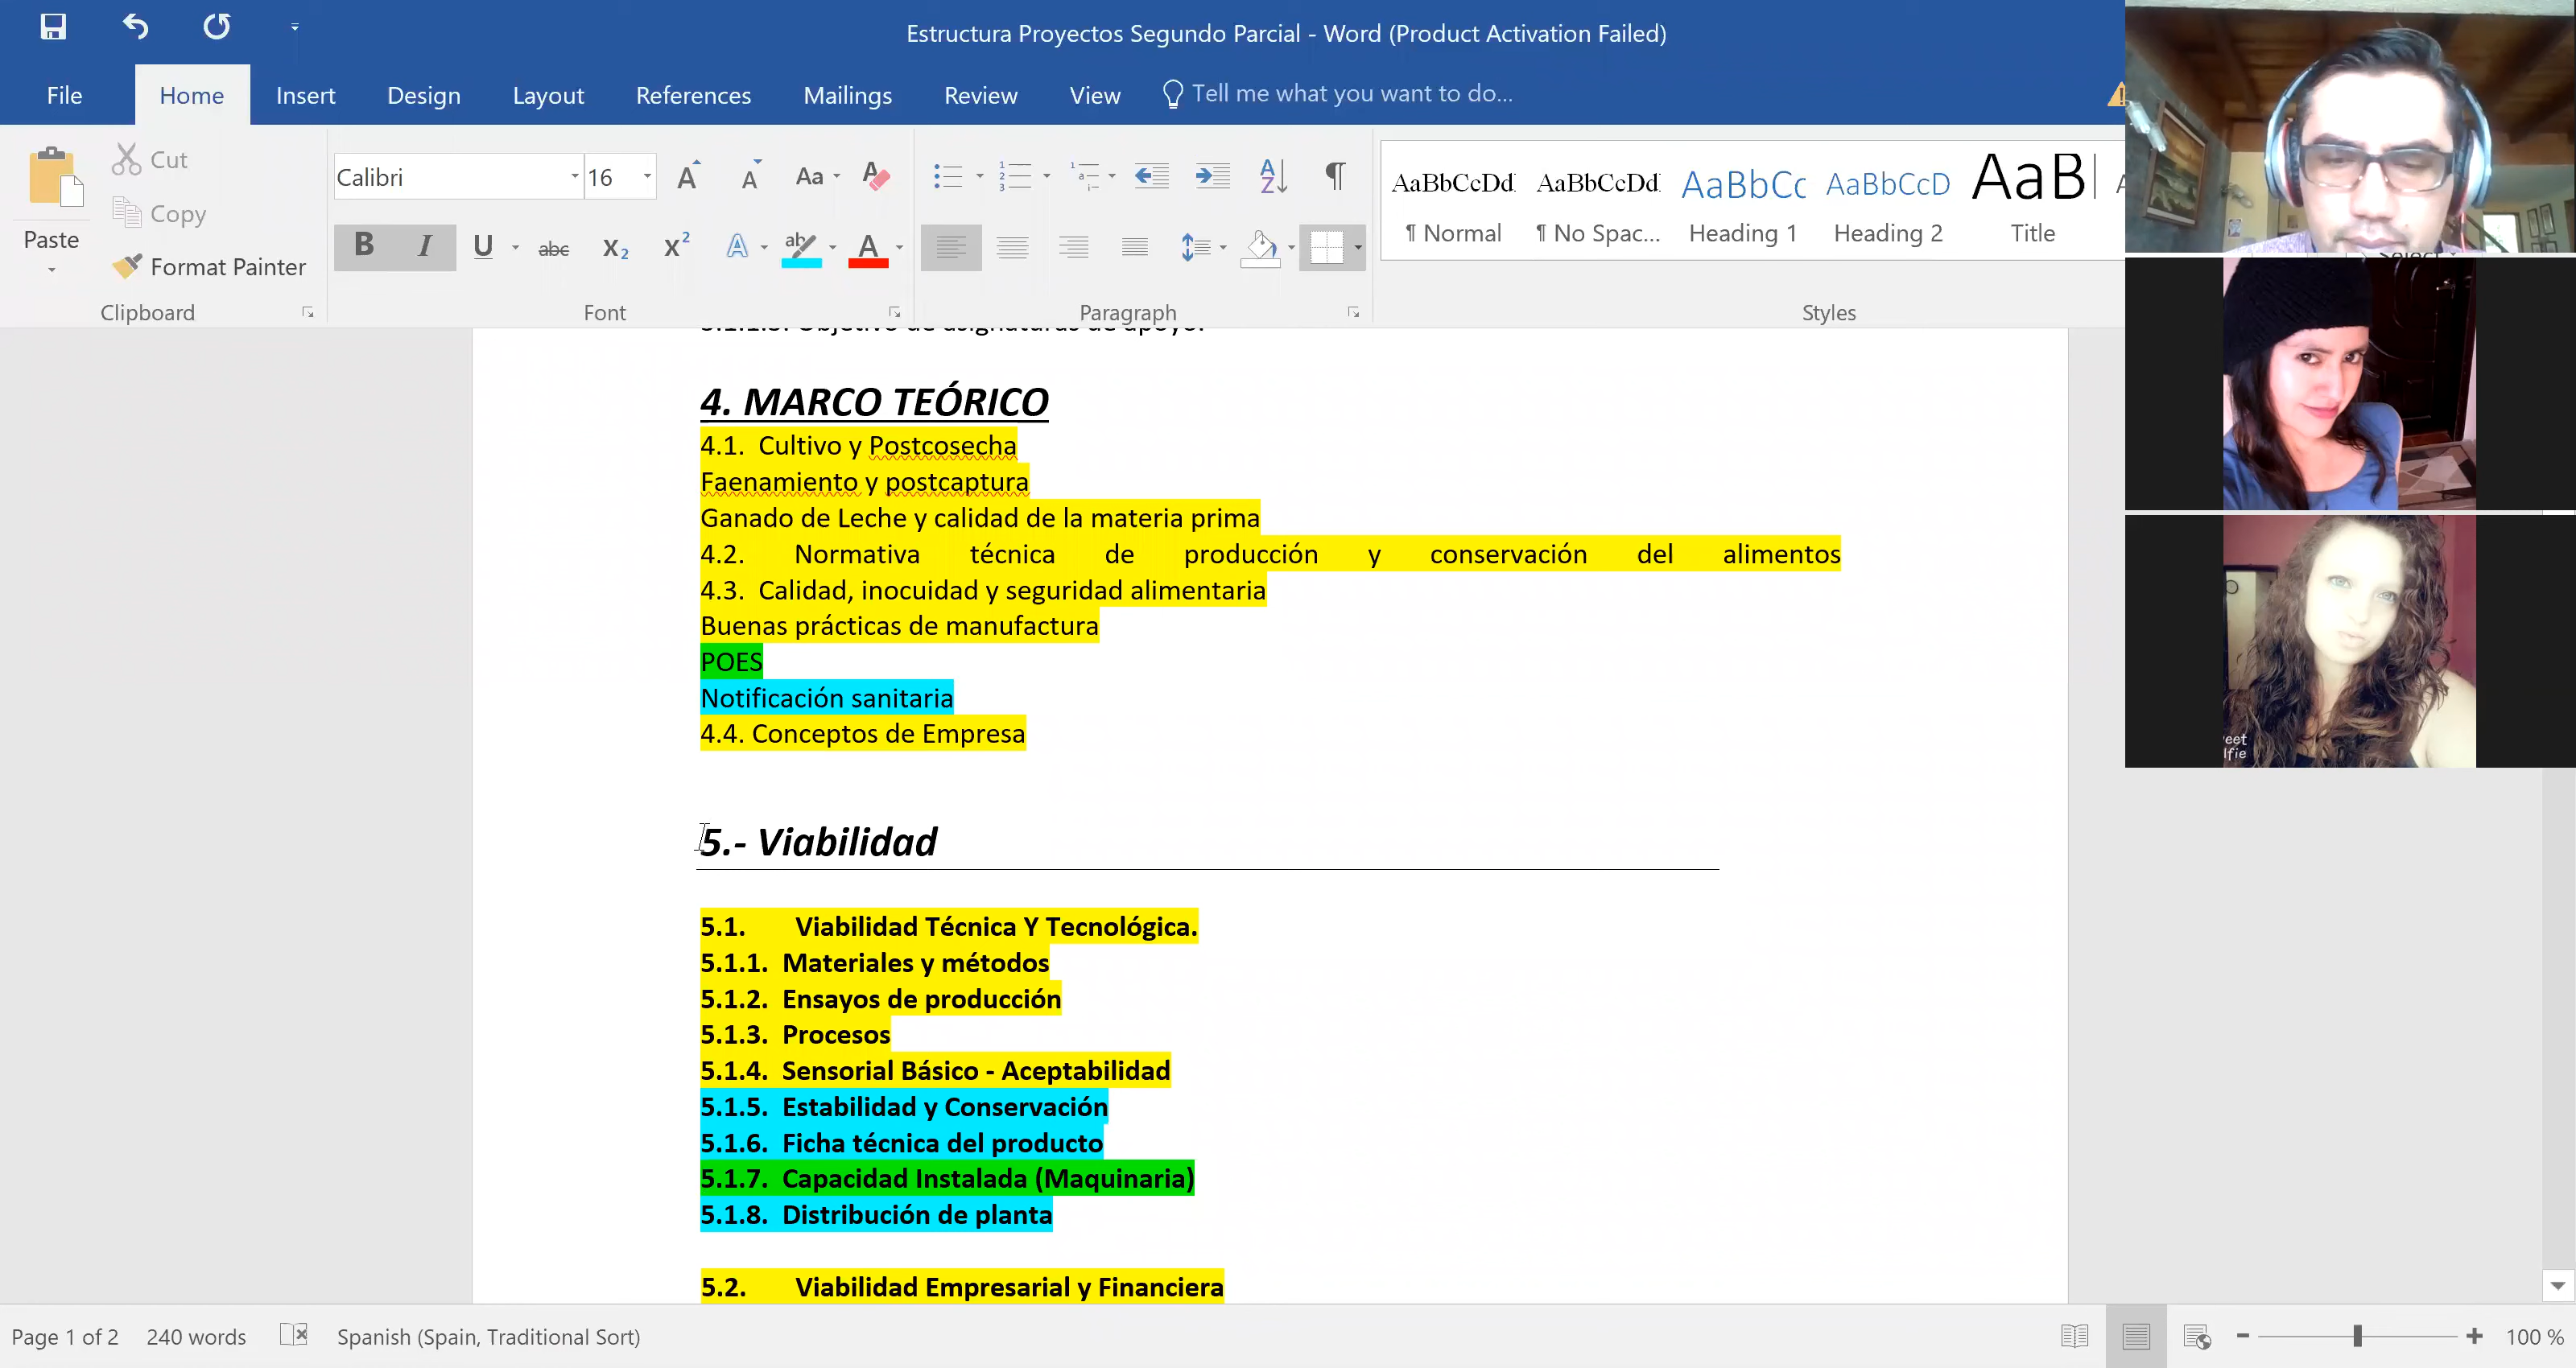 Estructura Proyectos Segundo Parcial - Word (Product Activation Failed)
File Home Insert Design Layout References Mailings Review View Tell me what you want to do...
Paste
Cut
Copy
Format Painter
Clipboard
Calibri 16
Font
Paragraph
AaBbCcDd AaBbCcDd AaBbCc AaBbCcD AaB
¶ Normal ¶ No Spac... Heading 1 Heading 2 Title
Styles
Select
Objetivo de asignaturas de apoyo.
4. MARCO TEÓRICO
4.1. Cultivo y Postcosecha
Faenamiento y postcaptura
Ganado de Leche y calidad de la materia prima
4.2. Normativa técnica de producción y conservación del alimentos
4.3. Calidad, inocuidad y seguridad alimentaria
Buenas prácticas de manufactura
POES
Notificación sanitaria
4.4. Conceptos de Empresa
5.- Viabilidad
5.1. Viabilidad Técnica Y Tecnológica.
5.1.1. Materiales y métodos
5.1.2. Ensayos de producción
5.1.3. Procesos
5.1.4. Sensorial Básico - Aceptabilidad
5.1.5. Estabilidad y Conservación
5.1.6. Ficha técnica del producto
5.1.7. Capacidad Instalada (Maquinaria)
5.1.8. Distribución de planta
5.2. Viabilidad Empresarial y Financiera
Page 1 of 2 240 words Spanish (Spain, Traditional Sort) 100 %